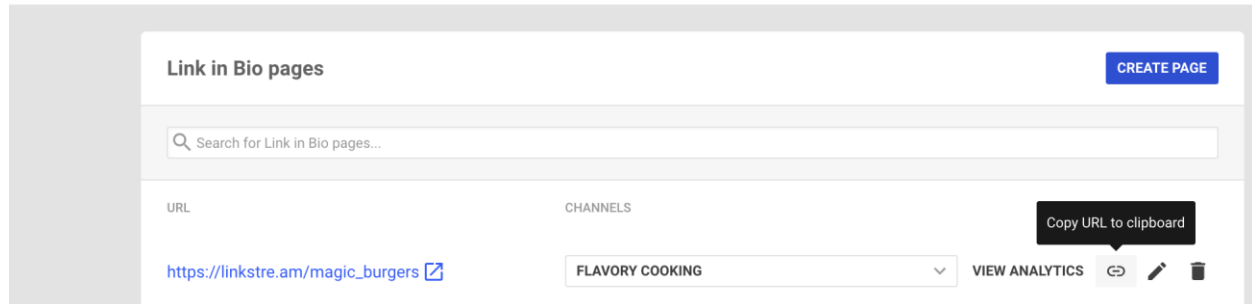 Link in Bio pages
CREATE PAGE
Search for Link in Bio pages...
URL
CHANNELS
Copy URL to clipboard
https://linkstre.am/magic_burgers
FLAVORY COOKING
VIEW ANALYTICS